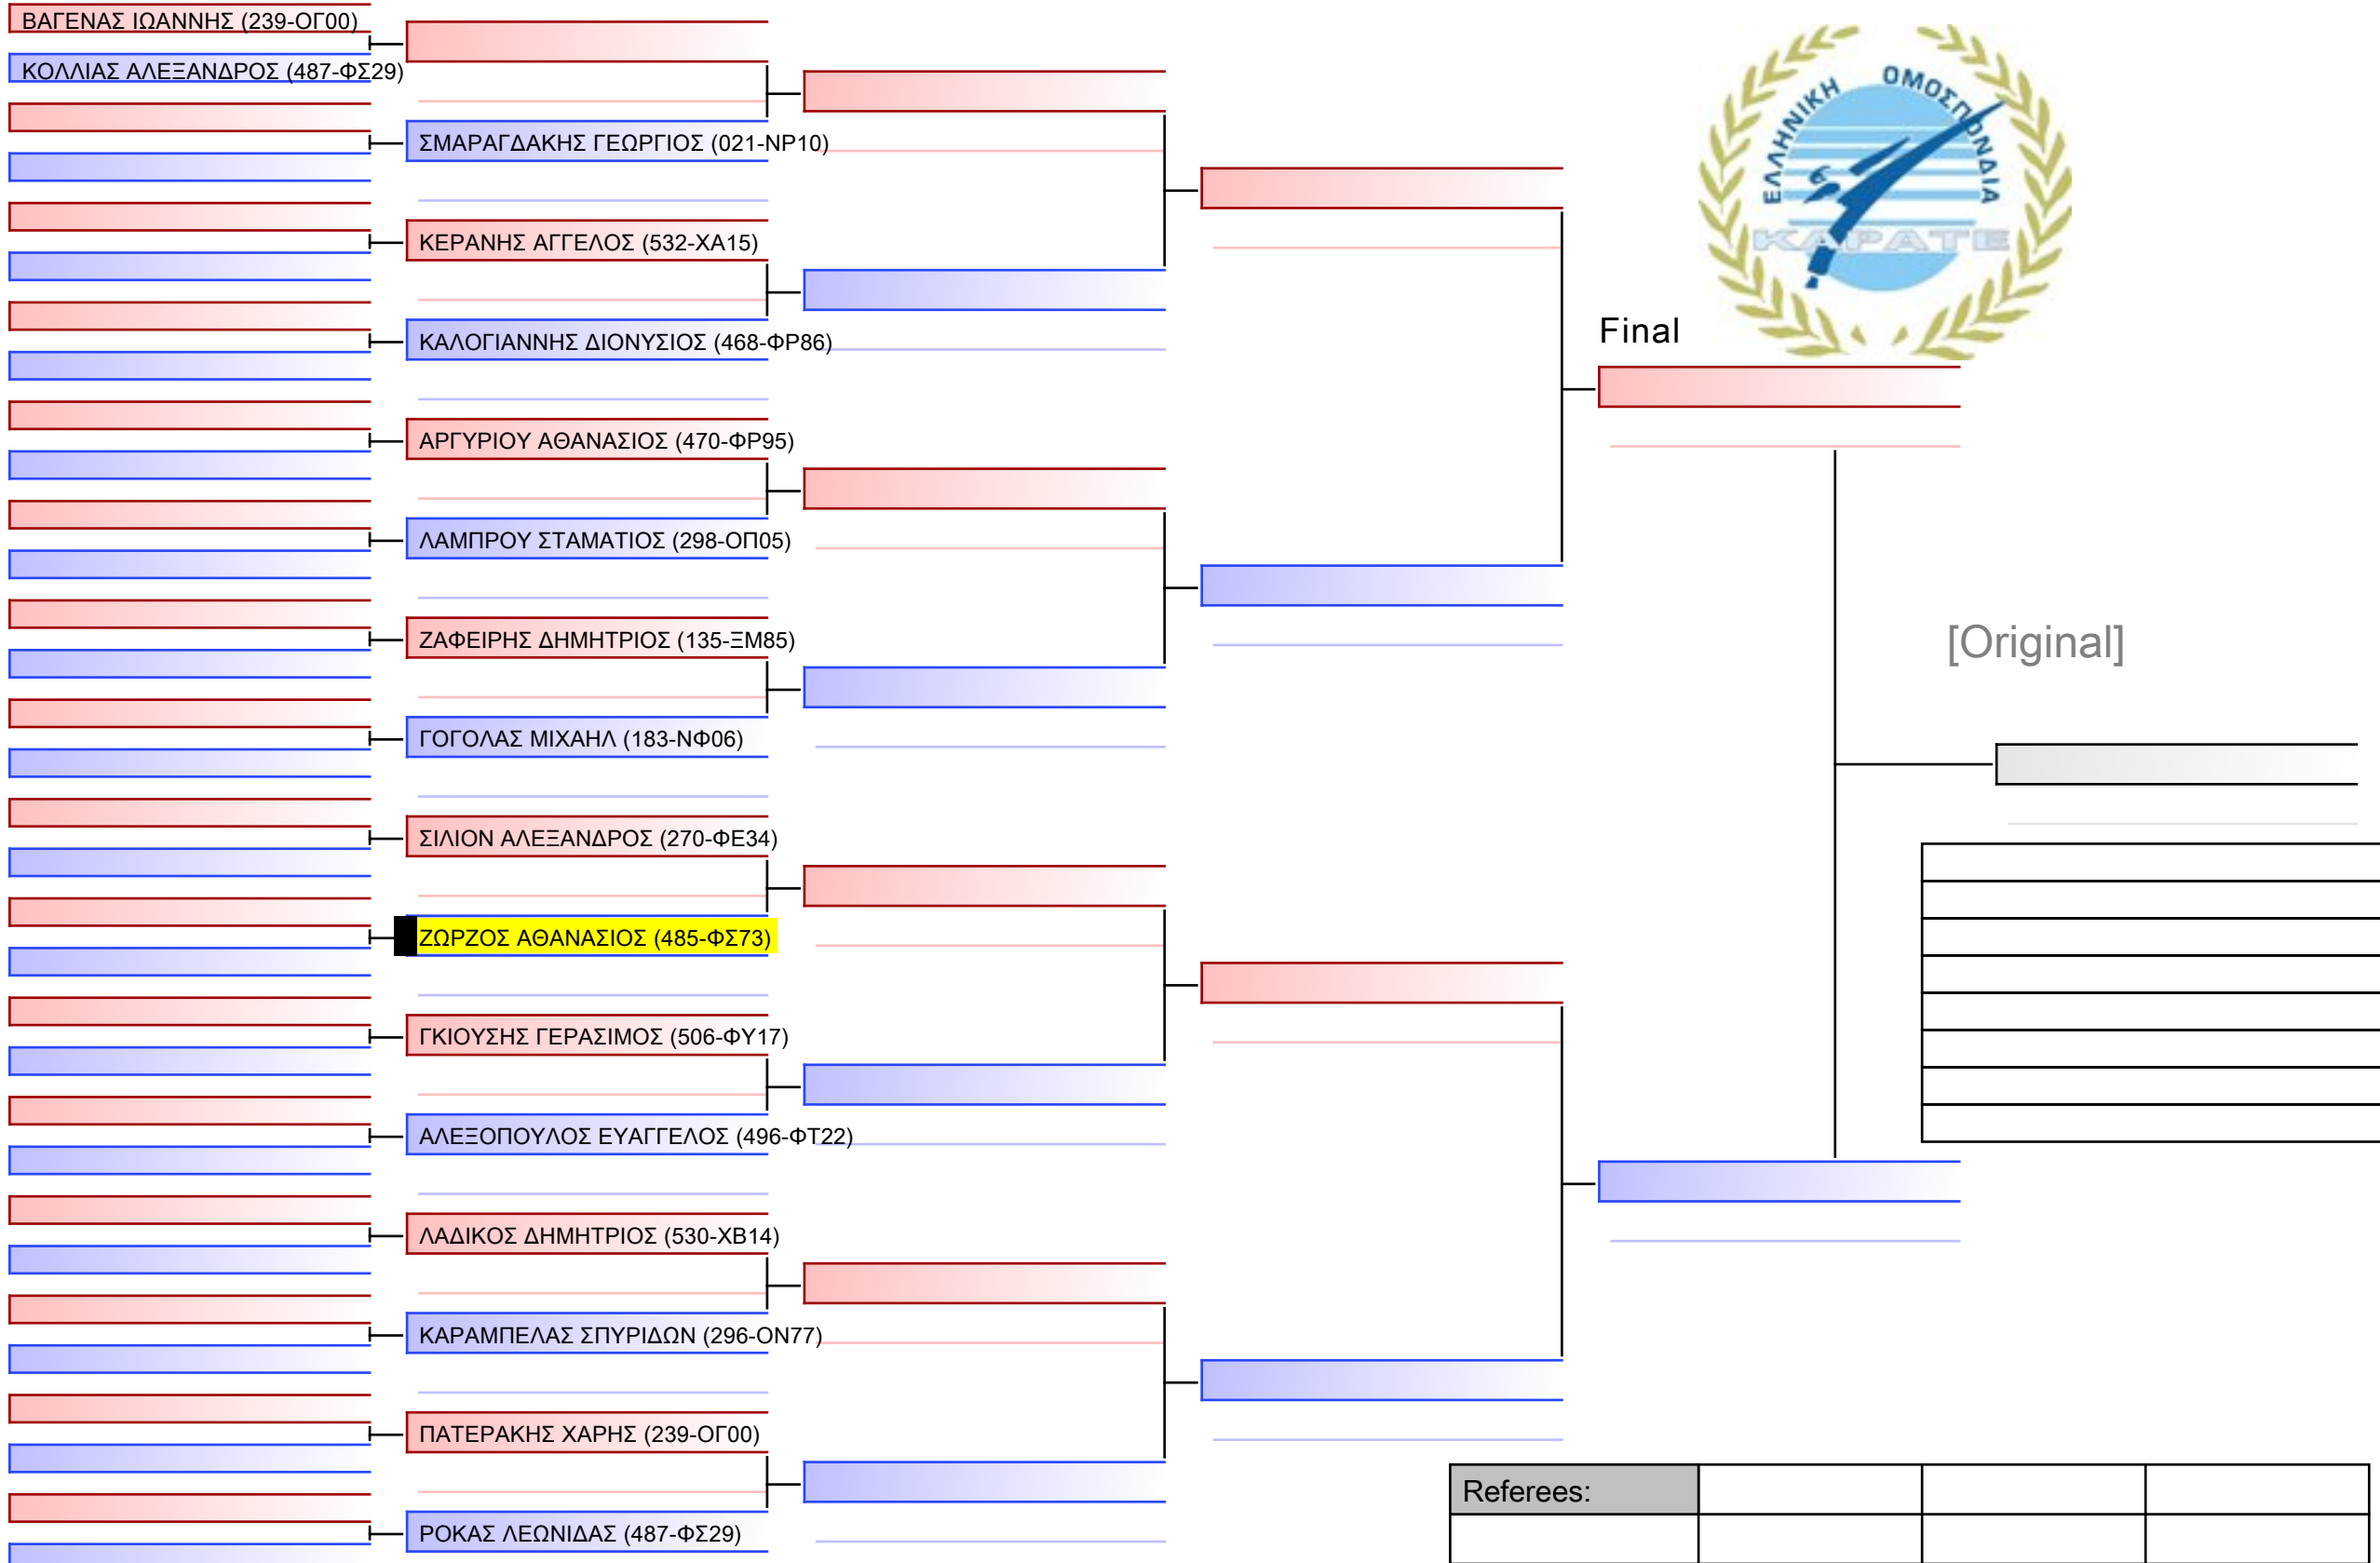 ΒΑΓΕΝΑΣ ΙΩΑΝΝΗΣ (239-ΟΓ00)
ΚΟΛΛΙΑΣ ΑΛΕΞΑΝΔΡΟΣ (487-ΦΣ29)
ΣΜΑΡΑΓΔΑΚΗΣ ΓΕΩΡΓΙΟΣ (021-ΝΡ10)
ΚΕΡΑΝΗΣ ΑΓΓΕΛΟΣ (532-ΧΑ15)
ΚΑΛΟΓΙΑΝΝΗΣ ΔΙΟΝΥΣΙΟΣ (468-ΦΡ86)
ΑΡΓΥΡΙΟΥ ΑΘΑΝΑΣΙΟΣ (470-ΦΡ95)
ΛΑΜΠΡΟΥ ΣΤΑΜΑΤΙΟΣ (298-ΟΠ05)
ΖΑΦΕΙΡΗΣ ΔΗΜΗΤΡΙΟΣ (135-ΞΜ85)
ΓΟΓΟΛΑΣ ΜΙΧΑΗΛ (183-ΝΦ06)
ΣΙΛΙΟΝ ΑΛΕΞΑΝΔΡΟΣ (270-ΦΕ34)
ΖΩΡΖΟΣ ΑΘΑΝΑΣΙΟΣ (485-ΦΣ73)
ΓΚΙΟΥΣΗΣ ΓΕΡΑΣΙΜΟΣ (506-ΦΥ17)
ΑΛΕΞΟΠΟΥΛΟΣ ΕΥΑΓΓΕΛΟΣ (496-ΦΤ22)
ΛΑΔΙΚΟΣ ΔΗΜΗΤΡΙΟΣ (530-ΧΒ14)
ΚΑΡΑΜΠΕΛΑΣ ΣΠΥΡΙΔΩΝ (296-ΟΝ77)
ΠΑΤΕΡΑΚΗΣ ΧΑΡΗΣ (239-ΟΓ00)
ΡΟΚΑΣ ΛΕΩΝΙΔΑΣ (487-ΦΣ29)
ΕΛΛΗΝΙΚΗ ΟΜΟΣΠΟΝΔΙΑ
ΚΑΡΑΤΕ
Final
[Original]
Referees: